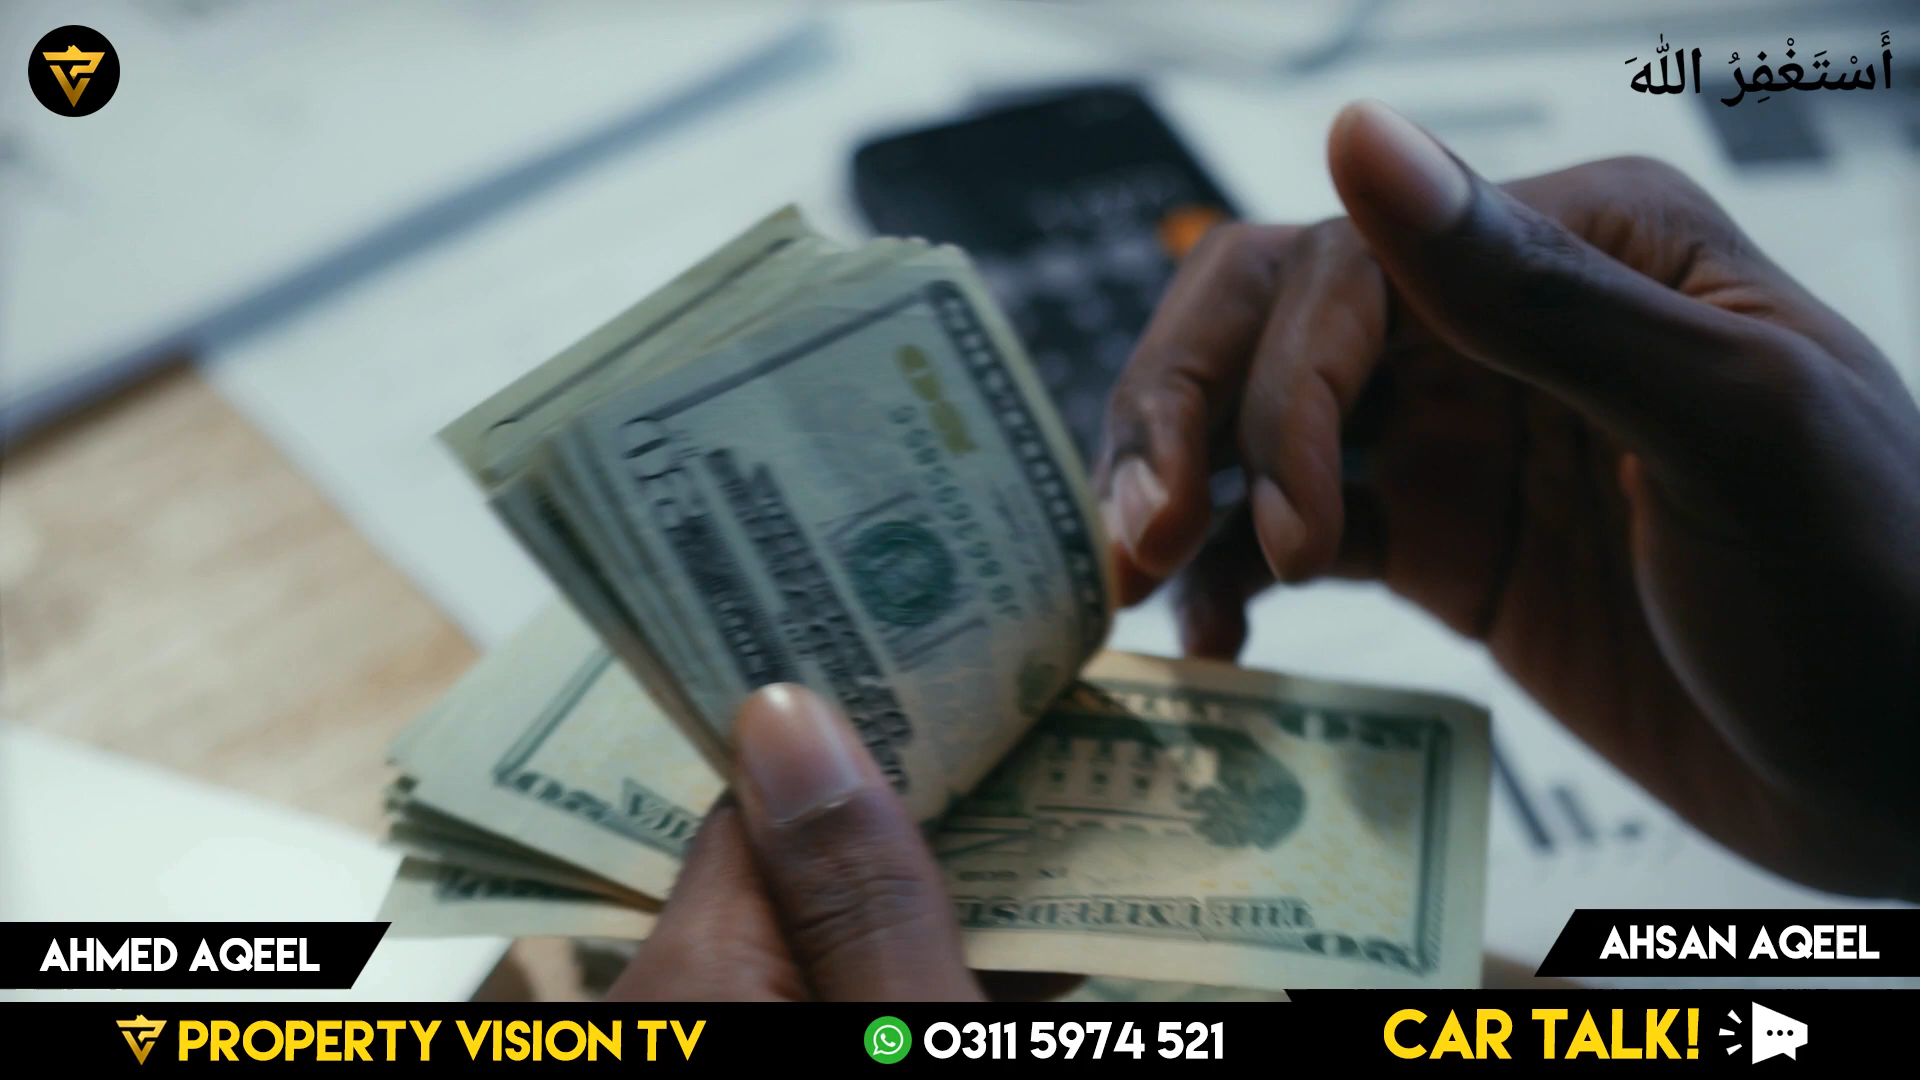 أَسْتَغْفِرُ اللّٰهَ
AHMED AQEEL
AHSAN AQEEL
PROPERTY VISION TV
0311 5974 521
CAR TALK!